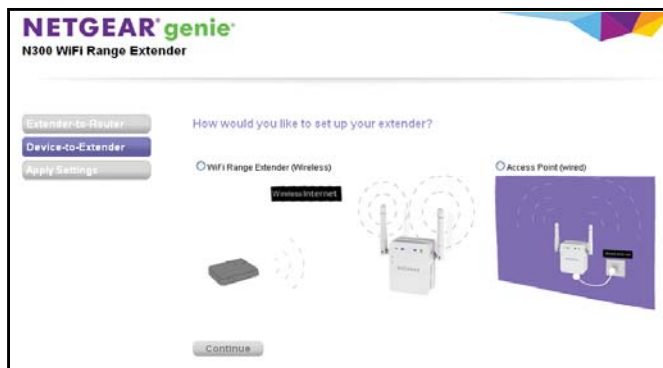 NETGEAR® genie®
N300 WiFi Range Extender
Extender-to-Router
Device-to-Extender
Apply Settings
How would you like to set up your extender?
WiFi Range Extender (Wireless)
Access Point (wired)
Internet
Continue